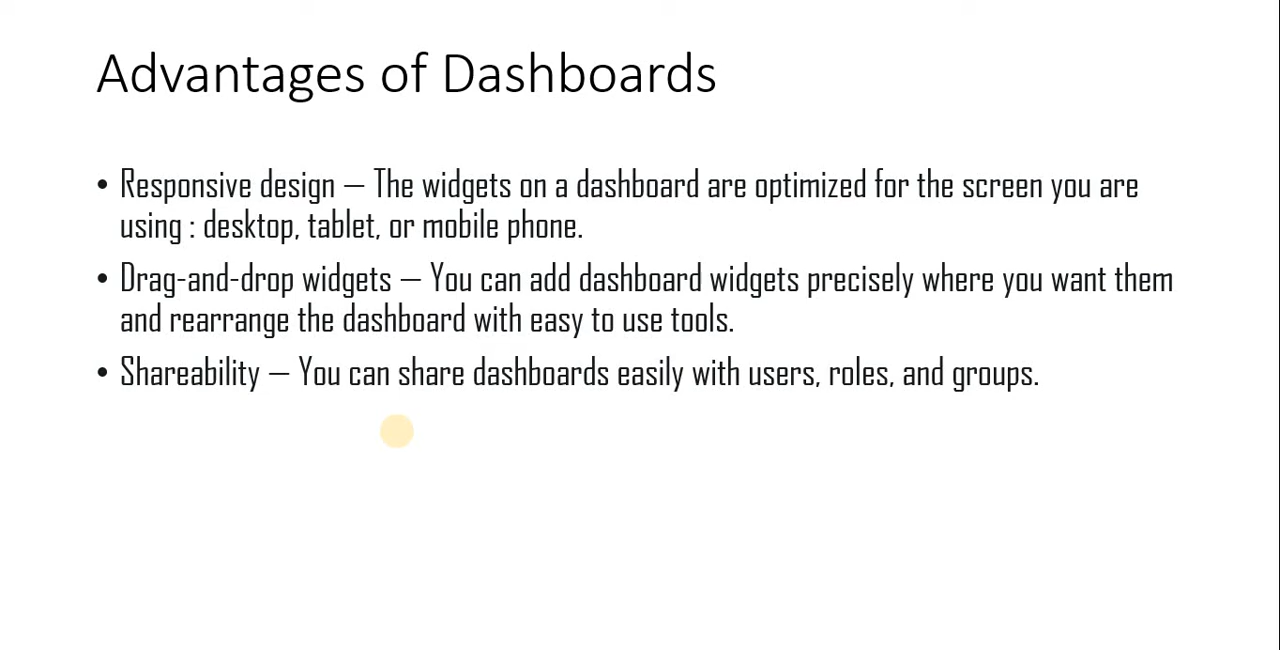 Advantages of Dashboards
• Responsive design – The widgets on a dashboard are optimized for the screen you are
using : desktop, tablet, or mobile phone.
• Drag-and-drop widgets – You can add dashboard widgets precisely where you want them
and rearrange the dashboard with easy to use tools.
• Shareability – You can share dashboards easily with users, roles, and groups.